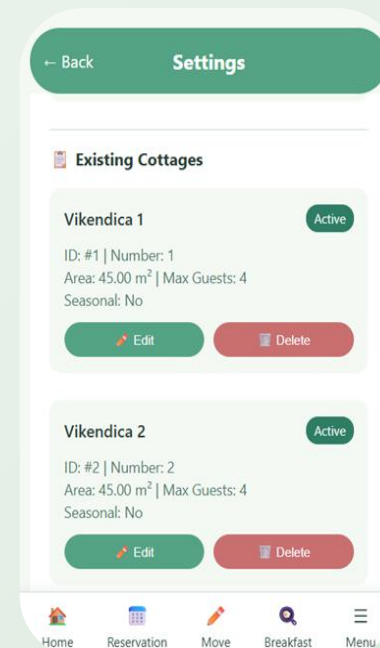 ← Back Settings
Existing Cottages
Vikendica 1 Active
ID: #1 | Number: 1
Area: 45.00 m² | Max Guests: 4
Seasonal: No
Edit Delete
Vikendica 2 Active
ID: #2 | Number: 2
Area: 45.00 m² | Max Guests: 4
Seasonal: No
Edit Delete
Home Reservation Move Breakfast Menu